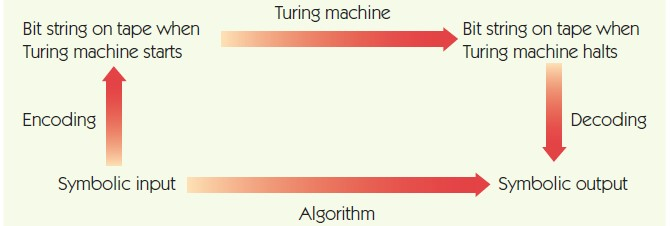 Turing machine
Bit string on tape when
Turing machine starts
Bit string on tape when
Turing machine halts
Encoding
Decoding
Symbolic input
Symbolic output
Algorithm